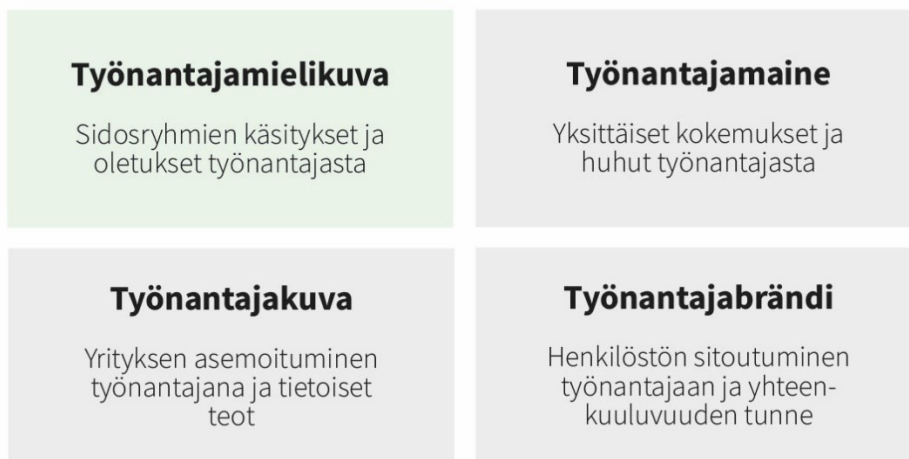 Työnantajamielikuva
Sidosryhmien käsitykset ja
oletukset työnantajasta
Työnantajamaine
Yksittäiset kokemukset ja
huhut työnantajasta
Työnantajakuva
Yrityksen asemoituminen
työnantajana ja tietoiset
teot
Työnantajabrändi
Henkilöstön sitoutuminen
työnantajaan ja yhteen-
kuuluvuuden tunne